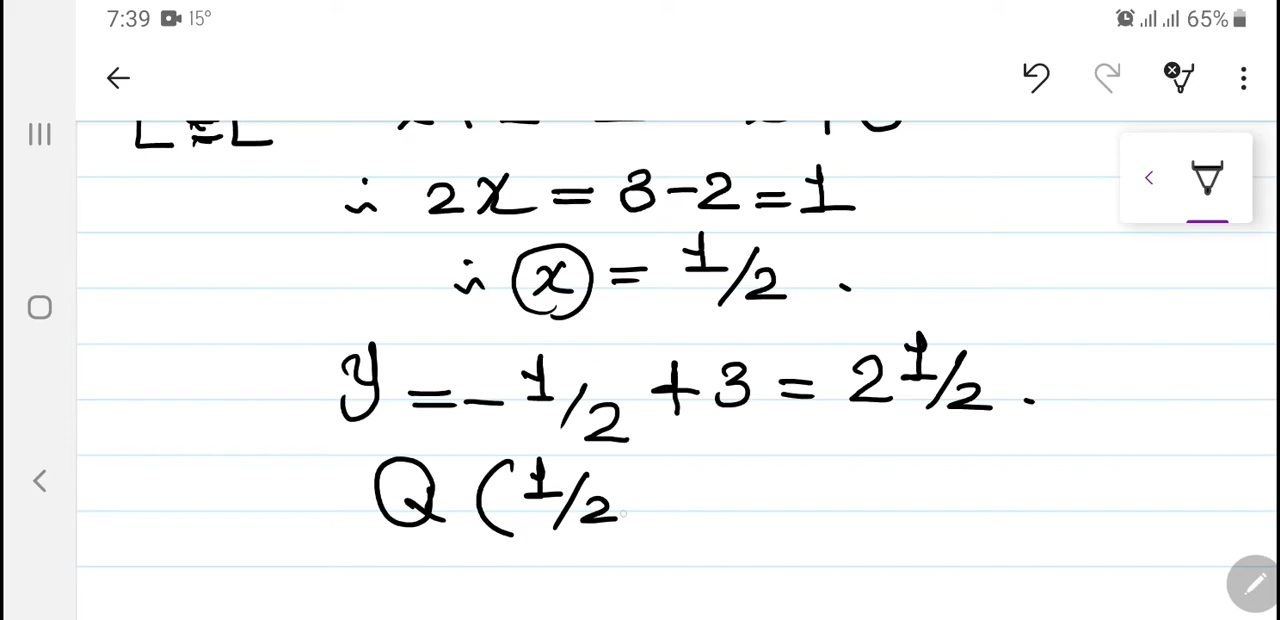 7:39 15° 65%
∴ 2x = 3-2 = 1
∴ x = 1/2 .
y = - 1/2 + 3 = 2 1/2 .
Q ( 1/2